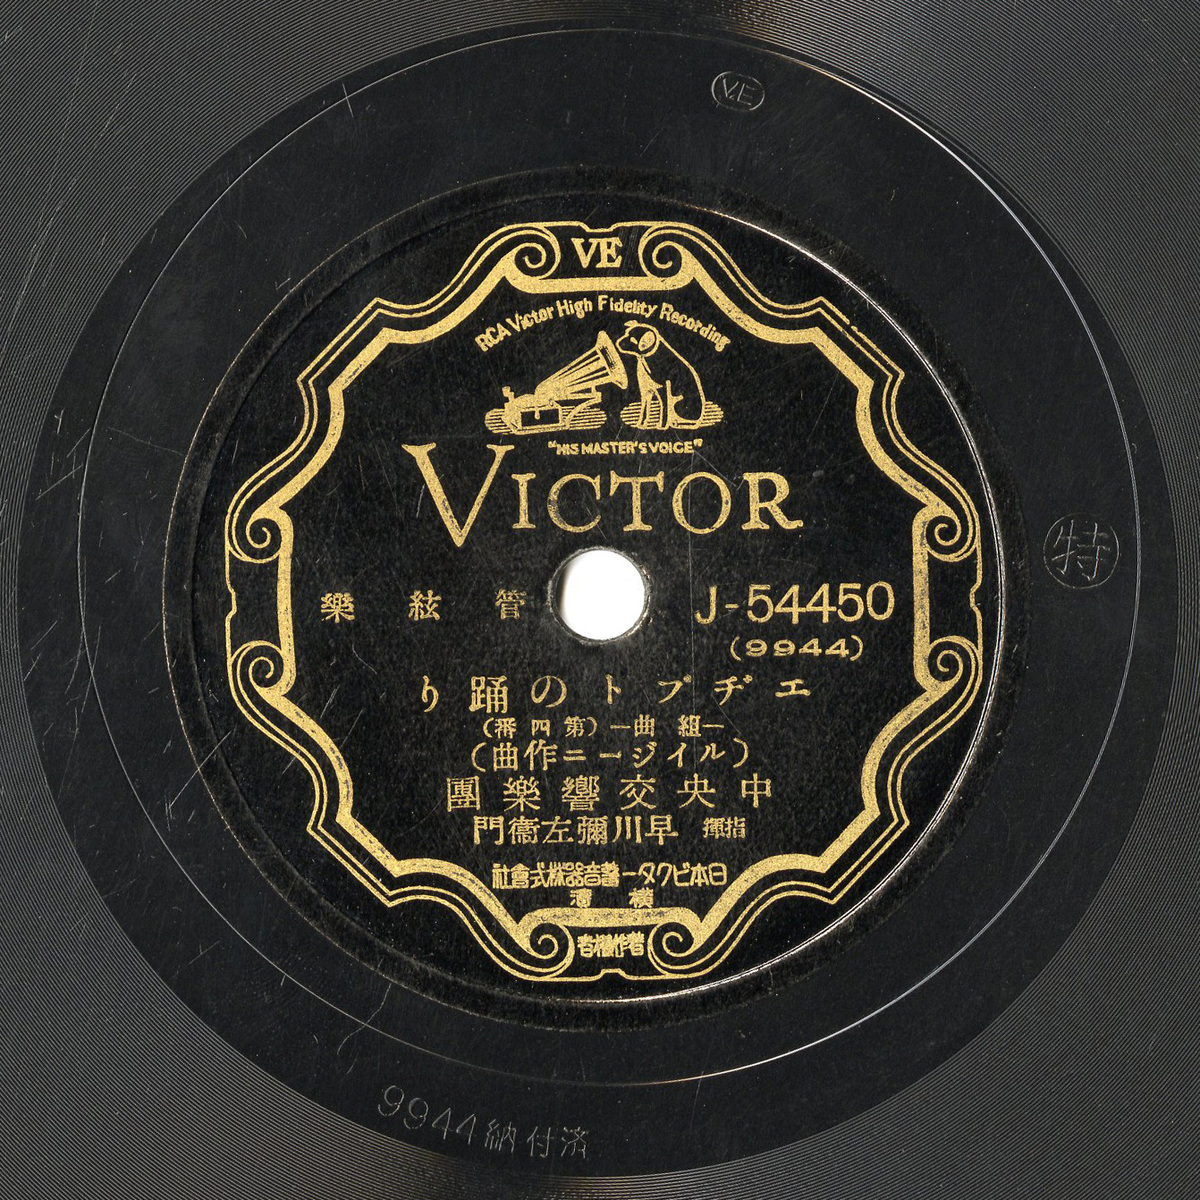 VE
VE
RCA Victor High Fidelity Recording
"HIS MASTER'S VOICE"
VICTOR
管絃樂
J-54450
(9944)
エヂプトの踊り
—組曲—(第四番)
(ルイジーニ作曲)
中央交響樂團
指揮 早川彌左衞門
日本ビクター蓄音器株式會社
橫濱
著作權者
特
9944納付済